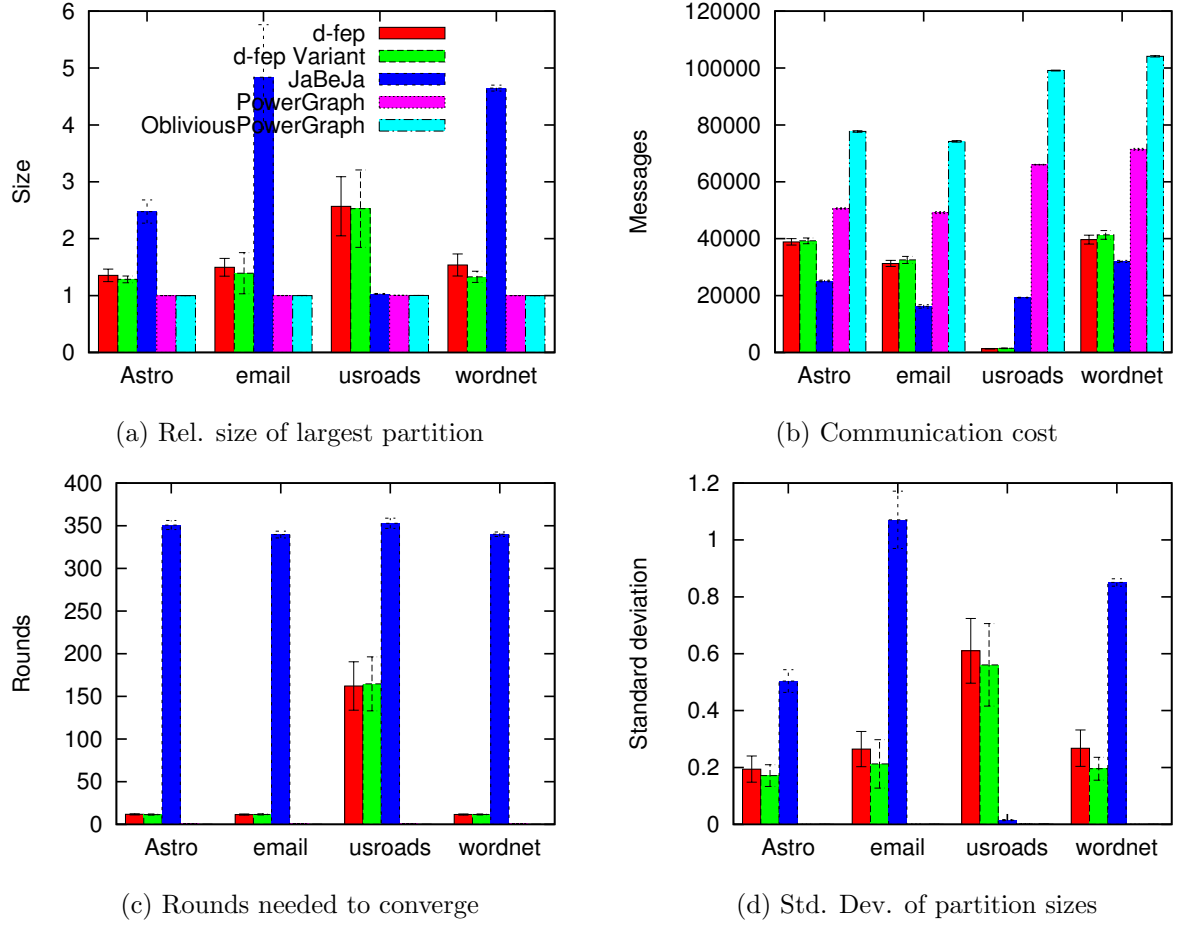 6
5
4
3
2
1
0
Size
d-fep
d-fep Variant
JaBeJa
PowerGraph
ObliviousPowerGraph
Astro email usroads wordnet
(a) Rel. size of largest partition
120000
100000
80000
60000
40000
20000
0
Messages
Astro email usroads wordnet
(b) Communication cost
400
350
300
250
200
150
100
50
0
Rounds
Astro email usroads wordnet
(c) Rounds needed to converge
1.2
1
0.8
0.6
0.4
0.2
0
Standard deviation
Astro email usroads wordnet
(d) Std. Dev. of partition sizes